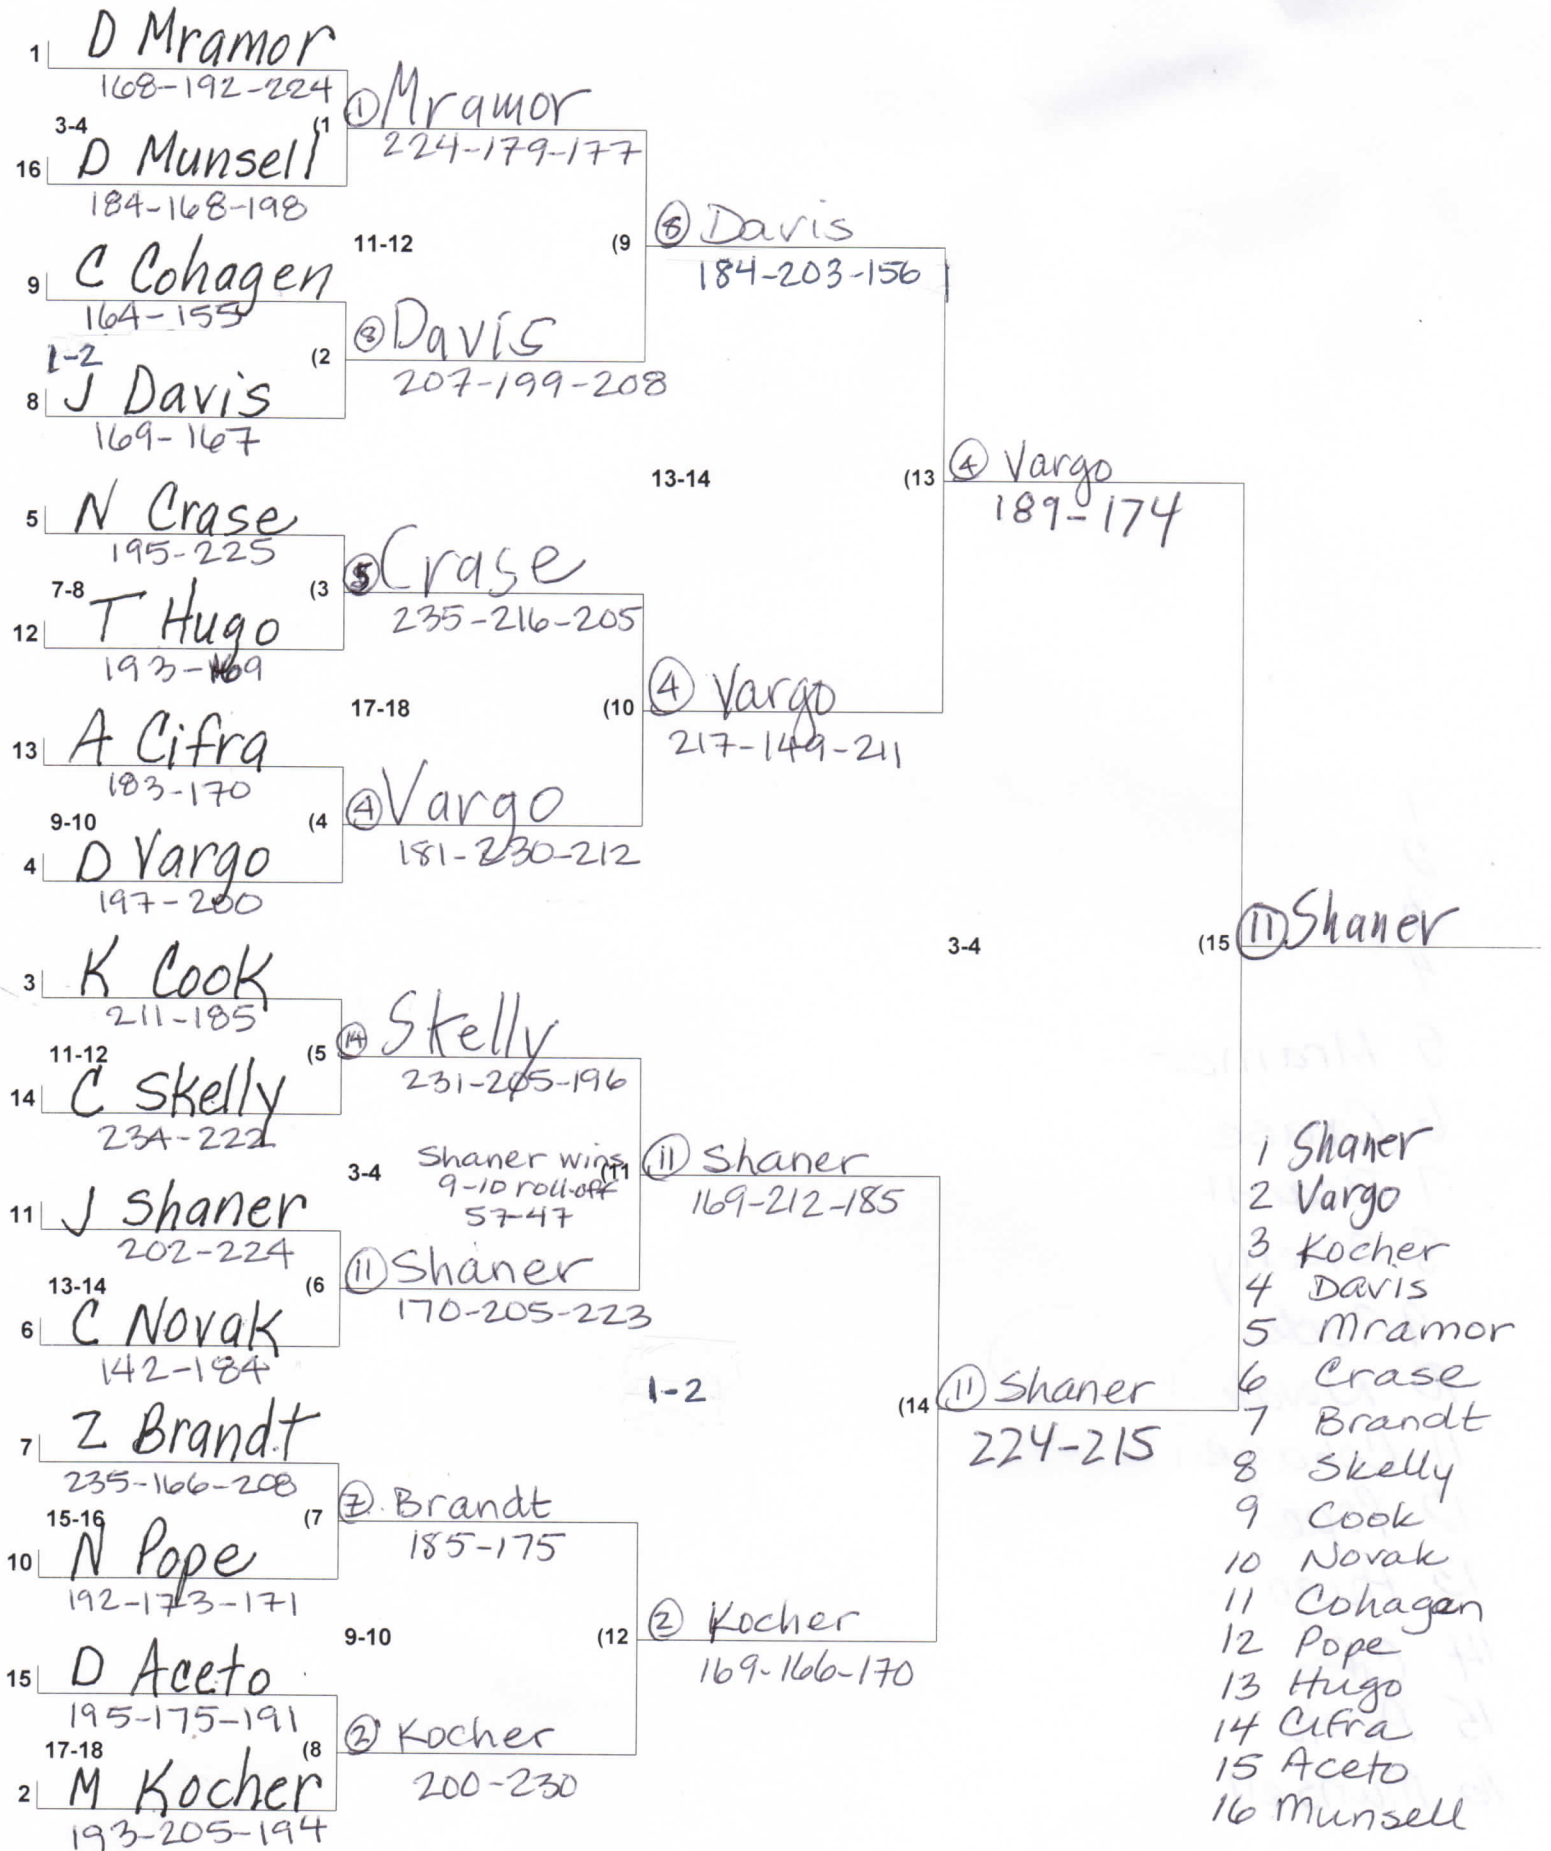 1 D Mramor
168-192-224
3-4 (1
16 D Munsell
184-168-198
① Mramor
224-179-177
11-12 (9
9 C Cohagen
164-155
1-2 (2
8 J Davis
169-167
⑧ Davis
207-199-208
⑧ Davis
184-203-156
13-14 (13
5 N Crase
195-225
7-8 (3
12 T Hugo
193-169
⑤ Crase
235-216-205
17-18 (10
13 A Cifra
183-170
9-10 (4
4 D Vargo
197-200
④ Vargo
181-230-212
④ Vargo
217-149-211
④ Vargo
189-174
3-4 (15
⑪ Shaner
3 K Cook
211-185
11-12 (5
14 C Skelly
234-222
⑭ Skelly
231-205-196
3-4 (11
Shaner wins
9-10 roll-off
57-47
11 J Shaner
202-224
13-14 (6
6 C Novak
142-184
⑪ Shaner
170-205-223
⑪ Shaner
169-212-185
1-2 (14
⑪ Shaner
224-215
7 Z Brandt
235-166-208
15-16 (7
10 N Pope
192-173-171
⑦ Brandt
185-175
9-10 (12
15 D Aceto
195-175-191
17-18 (8
2 M Kocher
193-205-194
② Kocher
200-230
② Kocher
169-166-170
1 Shaner
2 Vargo
3 Kocher
4 Davis
5 Mramor
6 Crase
7 Brandt
8 Skelly
9 Cook
10 Novak
11 Cohagen
12 Pope
13 Hugo
14 Cifra
15 Aceto
16 Munsell